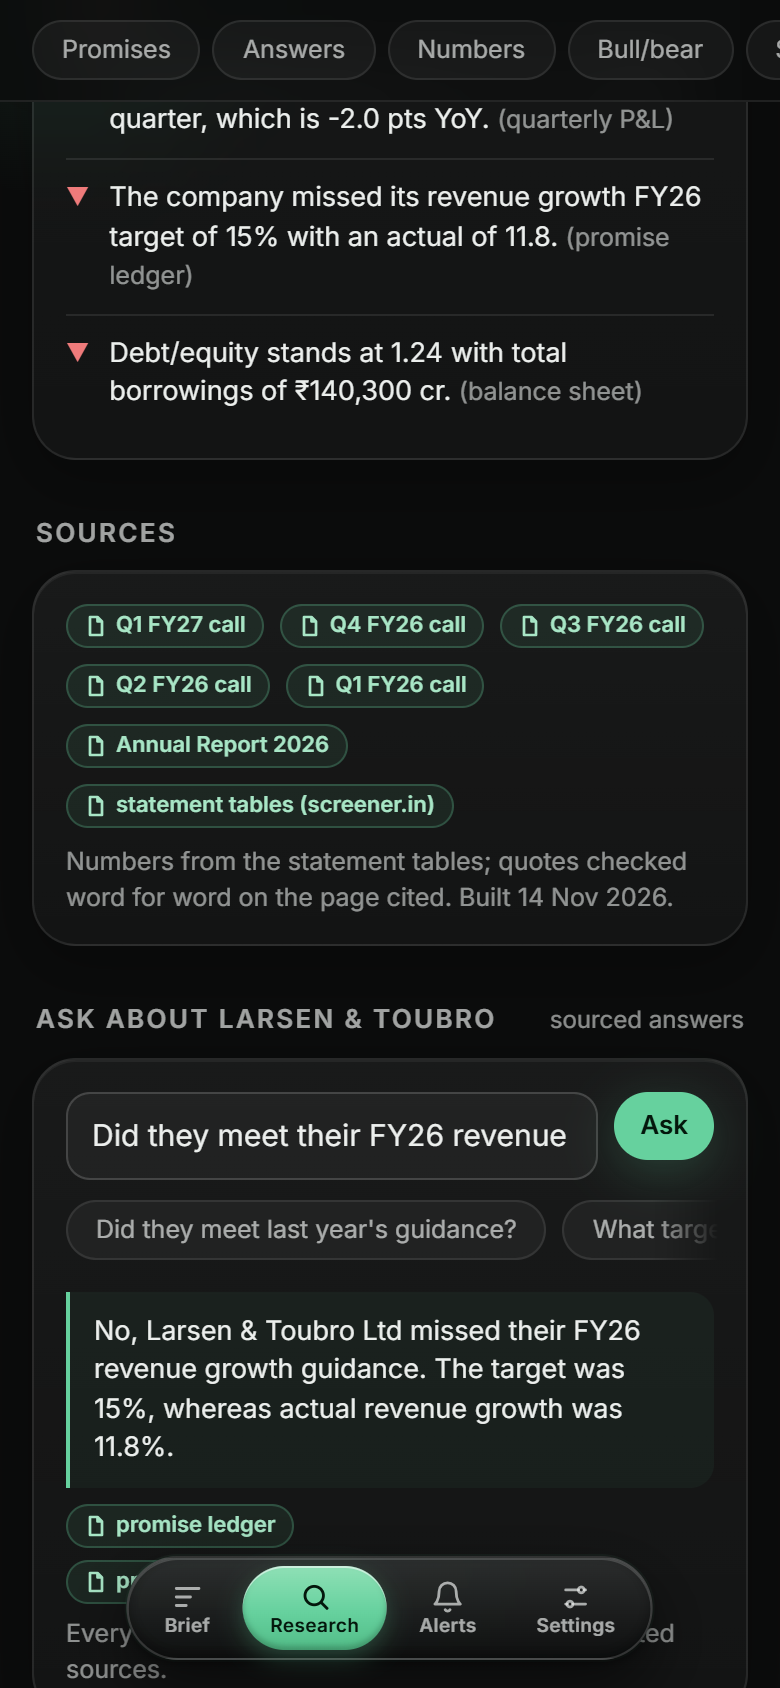 Promises Answers Numbers Bull/bear
quarter, which is -2.0 pts YoY. (quarterly P&L)
The company missed its revenue growth FY26
target of 15% with an actual of 11.8. (promise
ledger)
Debt/equity stands at 1.24 with total
borrowings of ₹140,300 cr. (balance sheet)
SOURCES
Q1 FY27 call Q4 FY26 call Q3 FY26 call
Q2 FY26 call Q1 FY26 call
Annual Report 2026
statement tables (screener.in)
Numbers from the statement tables; quotes checked
word for word on the page cited. Built 14 Nov 2026.
ASK ABOUT LARSEN & TOUBRO sourced answers
Did they meet their FY26 revenue Ask
Did they meet last year's guidance? What
No, Larsen & Toubro Ltd missed their FY26
revenue growth guidance. The target was
15%, whereas actual revenue growth was
11.8%.
promise ledger
Brief Research Alerts Settings
Every
sources.